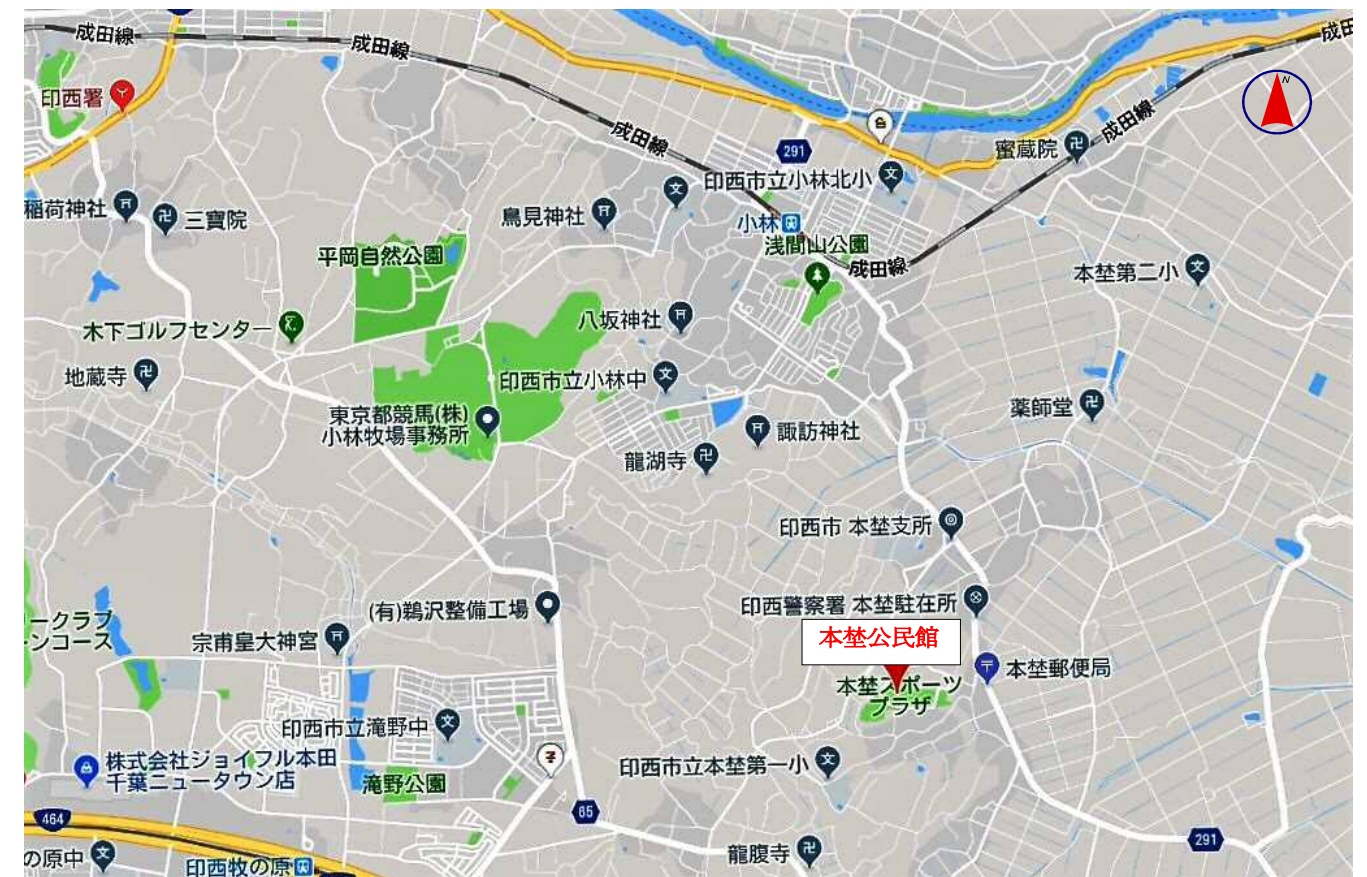 成田線
成田線
成田
N
印西署
成田線
291
蜜蔵院
成田線
印西市立小林北小
稲荷神社
三寶院
鳥見神社
小林
浅間山公園
平岡自然公園
成田線
本埜第二小
木下ゴルフセンター
八坂神社
地蔵寺
印西市立小林中
東京都競馬(株)
小林牧場事務所
薬師堂
諏訪神社
龍湖寺
印西市 本埜支所
(有)鵜沢整備工場
印西警察署 本埜駐在所
ークラブ
ンコース
宗甫皇大神宮
本埜公民館
本埜郵便局
本埜スポーツ
プラザ
印西市立滝野中
株式会社ジョイフル本田
千葉ニュータウン店
滝野公園
印西市立本埜第一小
464
65
291
の原中
印西牧の原
龍腹寺